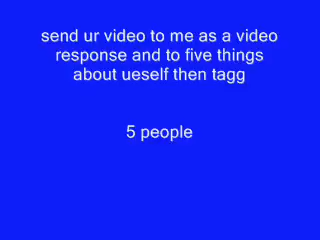 send ur video to me as a video
response and to five things
about ueself then tagg
5 people